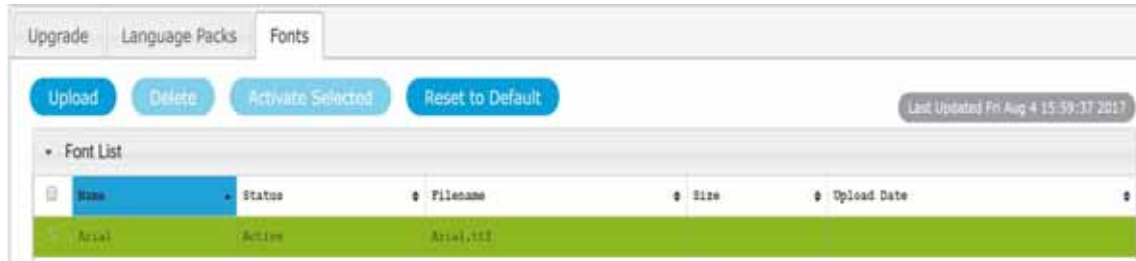 Upgrade Language Packs Fonts
Upload Delete Activate Selected Reset to Default
Last Updated Fri Aug 4 15:59:37 2017
Font List
Name Status Filename Size Upload Date
Arial Active Arial.ttf